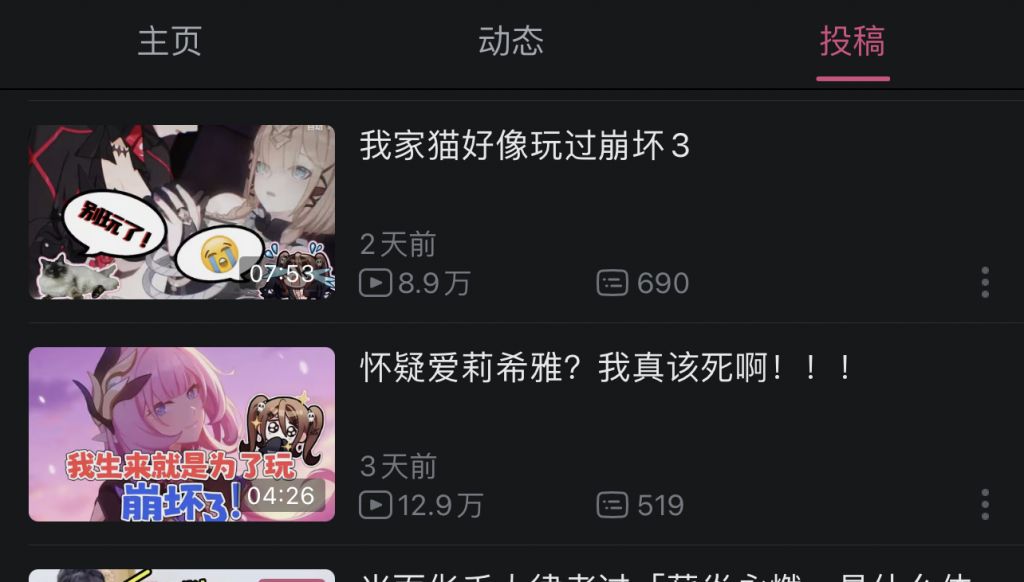 主页
动态
投稿
别玩了!
07:53
我家猫好像玩过崩坏3
2天前
8.9万
690
我生来就是为了玩
崩坏3!
04:26
怀疑爱莉希雅？我真该死啊！！！
3天前
12.9万
519